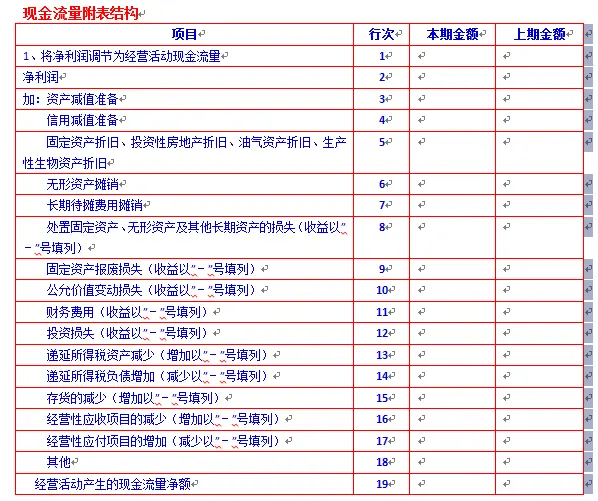 现金流量附表结构
项目 行次 本期金额 上期金额
1、将净利润调节为经营活动现金流量 1
净利润 2
加：资产减值准备 3
信用减值准备 4
固定资产折旧、投资性房地产折旧、油气资产折旧、生产 5
性生物资产折旧
无形资产摊销 6
长期待摊费用摊销 7
处置固定资产、无形资产及其他长期资产的损失（收益以" 8
－"号填列）
固定资产报废损失（收益以"－"号填列） 9
公允价值变动损失（收益以"－"号填列） 10
财务费用（收益以"－"号填列） 11
投资损失（收益以"－"号填列） 12
递延所得税资产减少（增加以"－"号填列） 13
递延所得税负债增加（减少以"－"号填列） 14
存货的减少（增加以"－"号填列） 15
经营性应收项目的减少（增加以"－"号填列） 16
经营性应付项目的增加（减少以"－"号填列） 17
其他 18
经营活动产生的现金流量净额 19